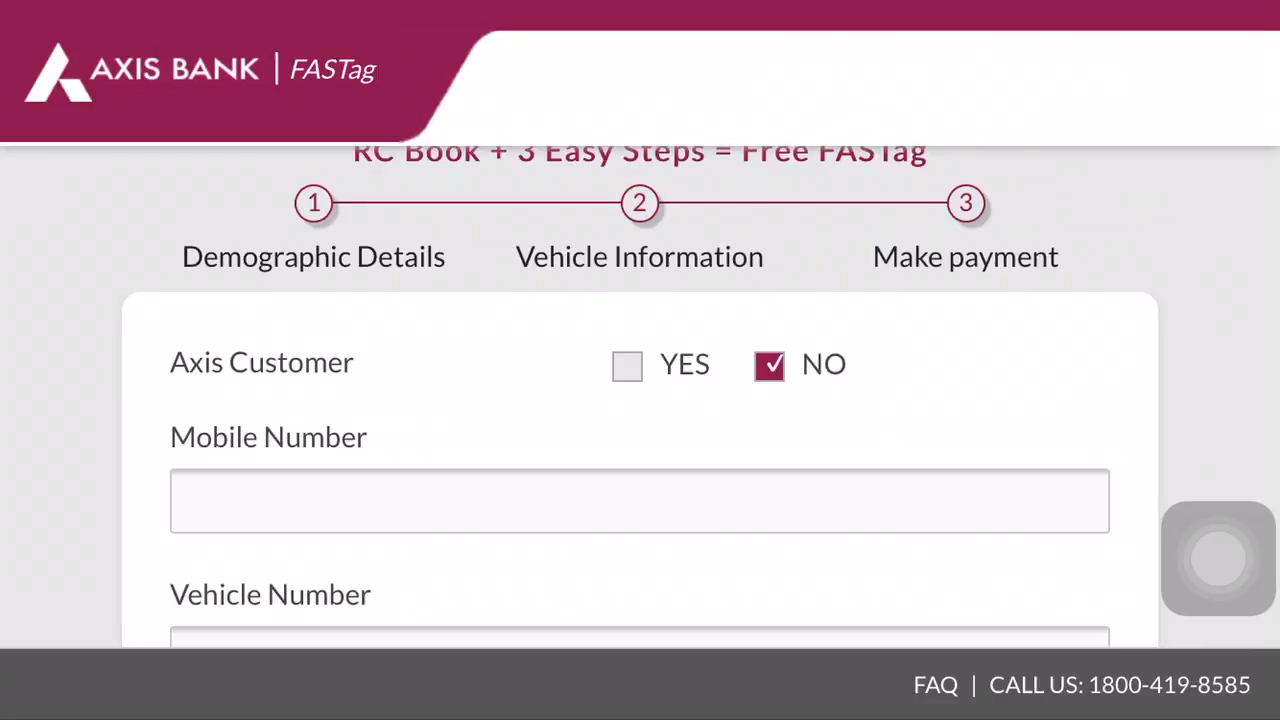 AXIS BANK | FASTag
RC Book + 3 Easy Steps = Free FASTag
1 2 3
Demographic Details Vehicle Information Make payment
Axis Customer YES NO
Mobile Number
Vehicle Number
FAQ | CALL US: 1800-419-8585